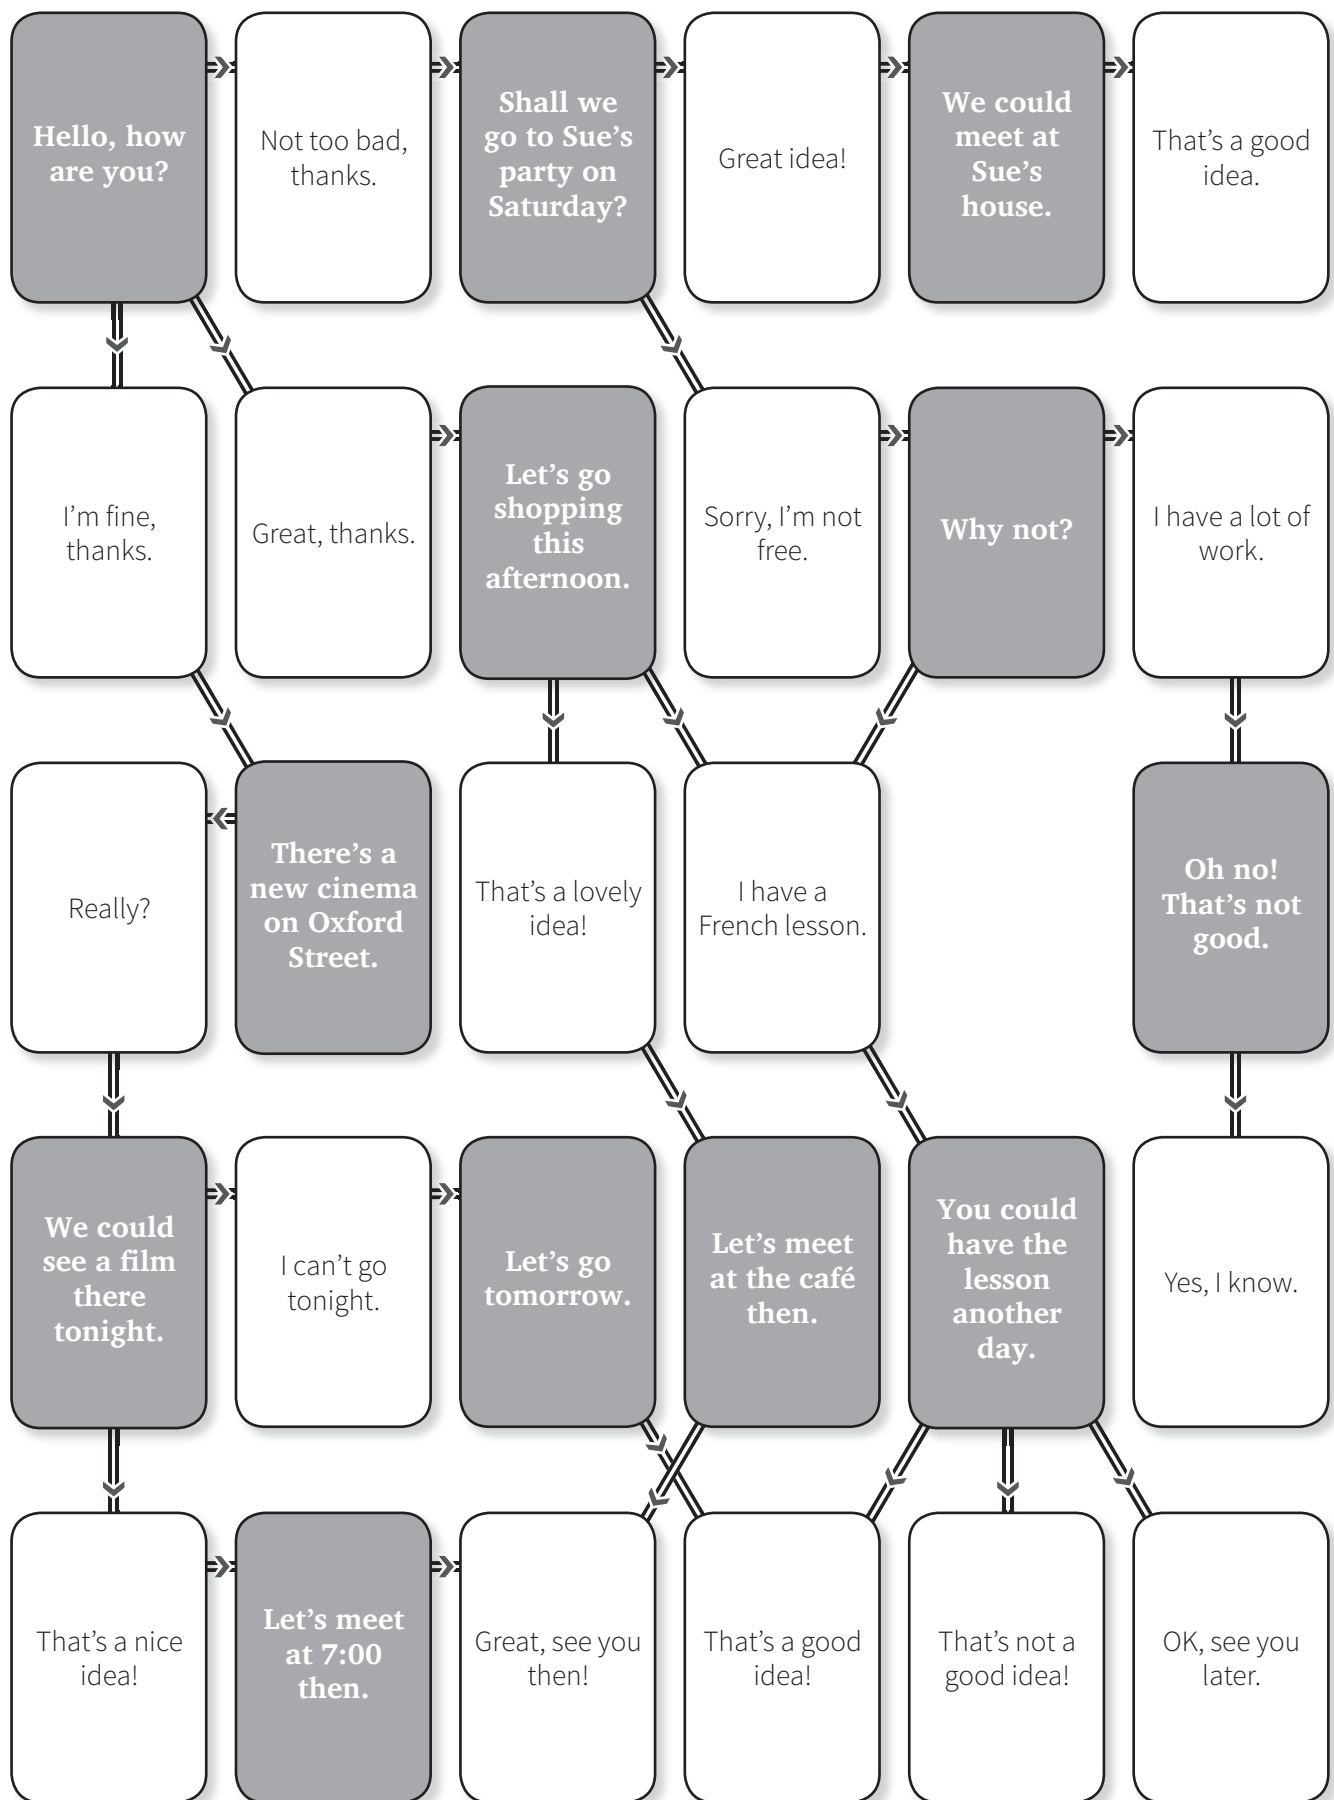 Hello, how
are you?
Not too bad,
thanks.
Shall we
go to Sue’s
party on
Saturday?
Great idea!
We could
meet at
Sue’s
house.
That’s a good
idea.
I’m fine,
thanks.
Great, thanks.
Let’s go
shopping
this
afternoon.
Sorry, I’m not
free.
Why not?
I have a lot of
work.
Really?
There’s a
new cinema
on Oxford
Street.
That’s a lovely
idea!
I have a
French lesson.
Oh no!
That’s not
good.
We could
see a film
there
tonight.
I can’t go
tonight.
Let’s go
tomorrow.
Let’s meet
at the café
then.
You could
have the
lesson
another
day.
Yes, I know.
That’s a nice
idea!
Let’s meet
at 7:00
then.
Great, see you
then!
That’s a good
idea!
That’s not a
good idea!
OK, see you
later.